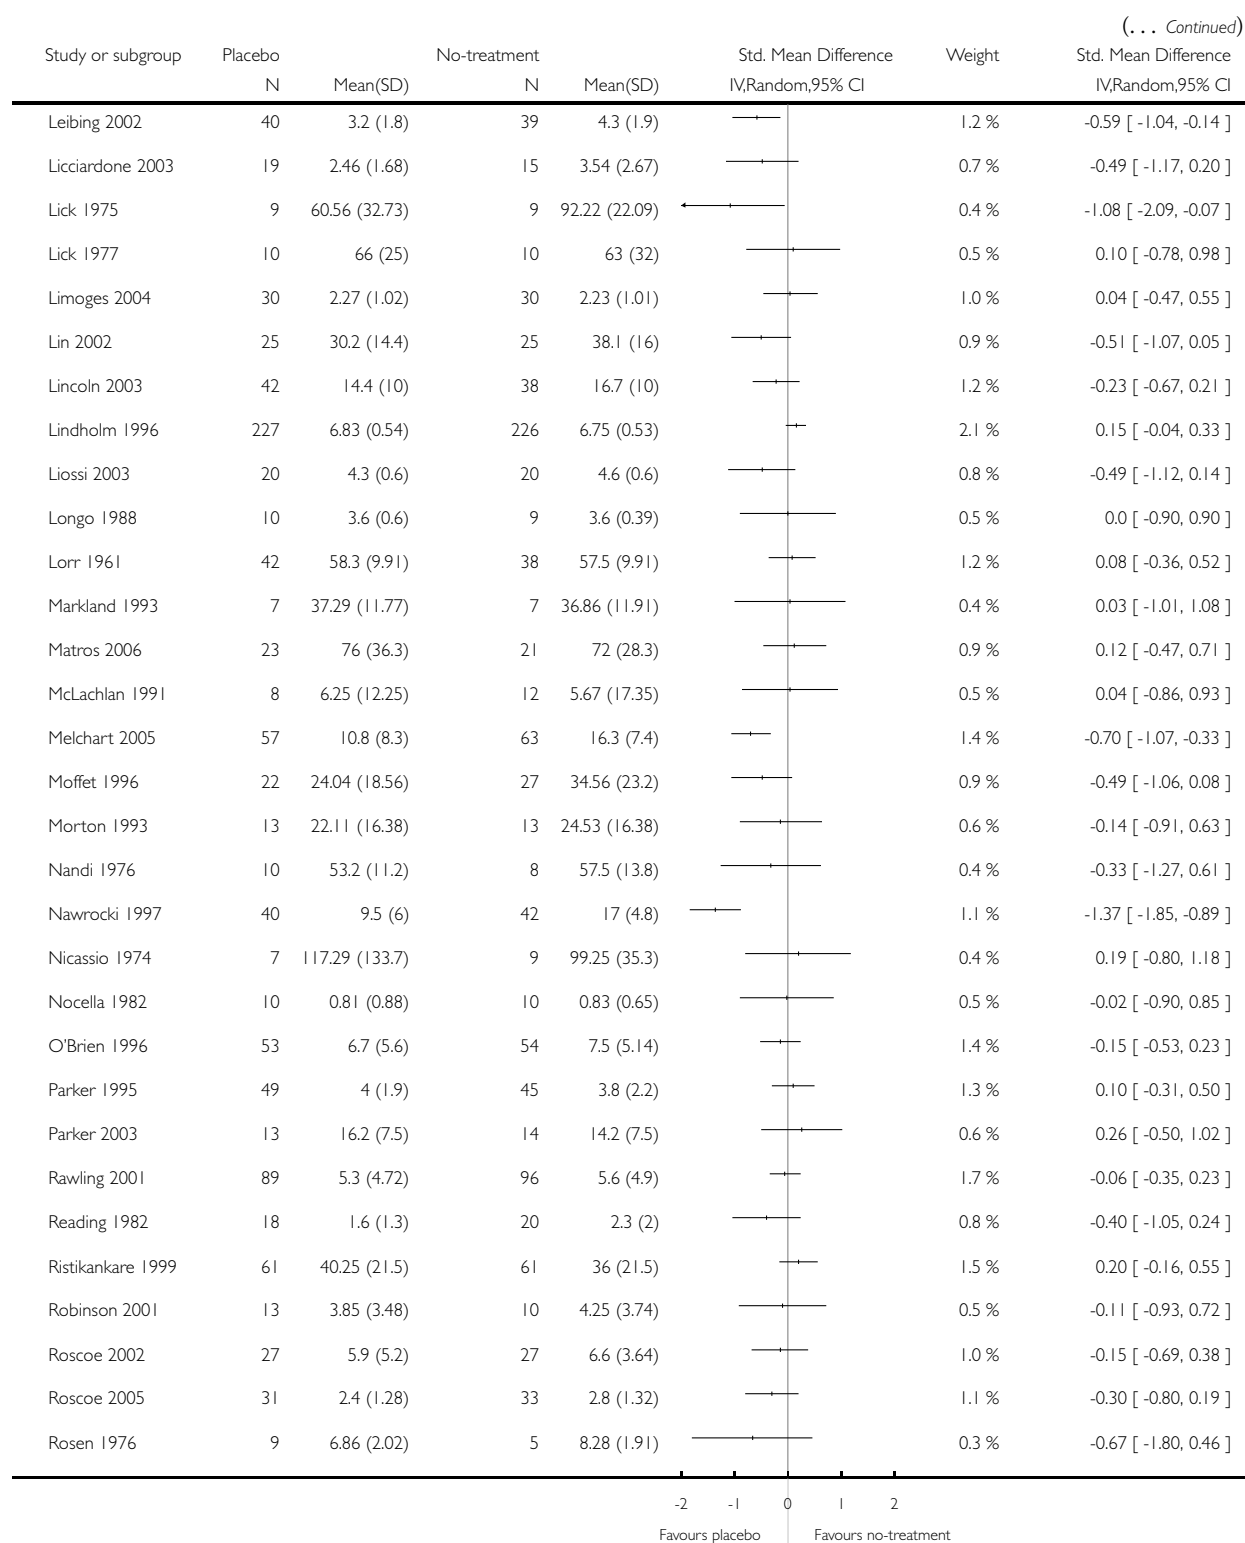 (. . . Continued)
Study or subgroup Placebo No-treatment Std. Mean Difference Weight Std. Mean Difference
N Mean(SD) N Mean(SD) IV,Random,95% CI IV,Random,95% CI
Leibing 2002 40 3.2 (1.8) 39 4.3 (1.9) 1.2 % -0.59 [ -1.04, -0.14 ]
Licciardone 2003 19 2.46 (1.68) 15 3.54 (2.67) 0.7 % -0.49 [ -1.17, 0.20 ]
Lick 1975 9 60.56 (32.73) 9 92.22 (22.09) 0.4 % -1.08 [ -2.09, -0.07 ]
Lick 1977 10 66 (25) 10 63 (32) 0.5 % 0.10 [ -0.78, 0.98 ]
Limoges 2004 30 2.27 (1.02) 30 2.23 (1.01) 1.0 % 0.04 [ -0.47, 0.55 ]
Lin 2002 25 30.2 (14.4) 25 38.1 (16) 0.9 % -0.51 [ -1.07, 0.05 ]
Lincoln 2003 42 14.4 (10) 38 16.7 (10) 1.2 % -0.23 [ -0.67, 0.21 ]
Lindholm 1996 227 6.83 (0.54) 226 6.75 (0.53) 2.1 % 0.15 [ -0.04, 0.33 ]
Liossi 2003 20 4.3 (0.6) 20 4.6 (0.6) 0.8 % -0.49 [ -1.12, 0.14 ]
Longo 1988 10 3.6 (0.6) 9 3.6 (0.39) 0.5 % 0.0 [ -0.90, 0.90 ]
Lorr 1961 42 58.3 (9.91) 38 57.5 (9.91) 1.2 % 0.08 [ -0.36, 0.52 ]
Markland 1993 7 37.29 (11.77) 7 36.86 (11.91) 0.4 % 0.03 [ -1.01, 1.08 ]
Matros 2006 23 76 (36.3) 21 72 (28.3) 0.9 % 0.12 [ -0.47, 0.71 ]
McLachlan 1991 8 6.25 (12.25) 12 5.67 (17.35) 0.5 % 0.04 [ -0.86, 0.93 ]
Melchart 2005 57 10.8 (8.3) 63 16.3 (7.4) 1.4 % -0.70 [ -1.07, -0.33 ]
Moffet 1996 22 24.04 (18.56) 27 34.56 (23.2) 0.9 % -0.49 [ -1.06, 0.08 ]
Morton 1993 13 22.11 (16.38) 13 24.53 (16.38) 0.6 % -0.14 [ -0.91, 0.63 ]
Nandi 1976 10 53.2 (11.2) 8 57.5 (13.8) 0.4 % -0.33 [ -1.27, 0.61 ]
Nawrocki 1997 40 9.5 (6) 42 17 (4.8) 1.1 % -1.37 [ -1.85, -0.89 ]
Nicassio 1974 7 117.29 (133.7) 9 99.25 (35.3) 0.4 % 0.19 [ -0.80, 1.18 ]
Nocella 1982 10 0.81 (0.88) 10 0.83 (0.65) 0.5 % -0.02 [ -0.90, 0.85 ]
O'Brien 1996 53 6.7 (5.6) 54 7.5 (5.14) 1.4 % -0.15 [ -0.53, 0.23 ]
Parker 1995 49 4 (1.9) 45 3.8 (2.2) 1.3 % 0.10 [ -0.31, 0.50 ]
Parker 2003 13 16.2 (7.5) 14 14.2 (7.5) 0.6 % 0.26 [ -0.50, 1.02 ]
Rawling 2001 89 5.3 (4.72) 96 5.6 (4.9) 1.7 % -0.06 [ -0.35, 0.23 ]
Reading 1982 18 1.6 (1.3) 20 2.3 (2) 0.8 % -0.40 [ -1.05, 0.24 ]
Ristikankare 1999 61 40.25 (21.5) 61 36 (21.5) 1.5 % 0.20 [ -0.16, 0.55 ]
Robinson 2001 13 3.85 (3.48) 10 4.25 (3.74) 0.5 % -0.11 [ -0.93, 0.72 ]
Roscoe 2002 27 5.9 (5.2) 27 6.6 (3.64) 1.0 % -0.15 [ -0.69, 0.38 ]
Roscoe 2005 31 2.4 (1.28) 33 2.8 (1.32) 1.1 % -0.30 [ -0.80, 0.19 ]
Rosen 1976 9 6.86 (2.02) 5 8.28 (1.91) 0.3 % -0.67 [ -1.80, 0.46 ]
-2 -1 0 1 2
Favours placebo Favours no-treatment